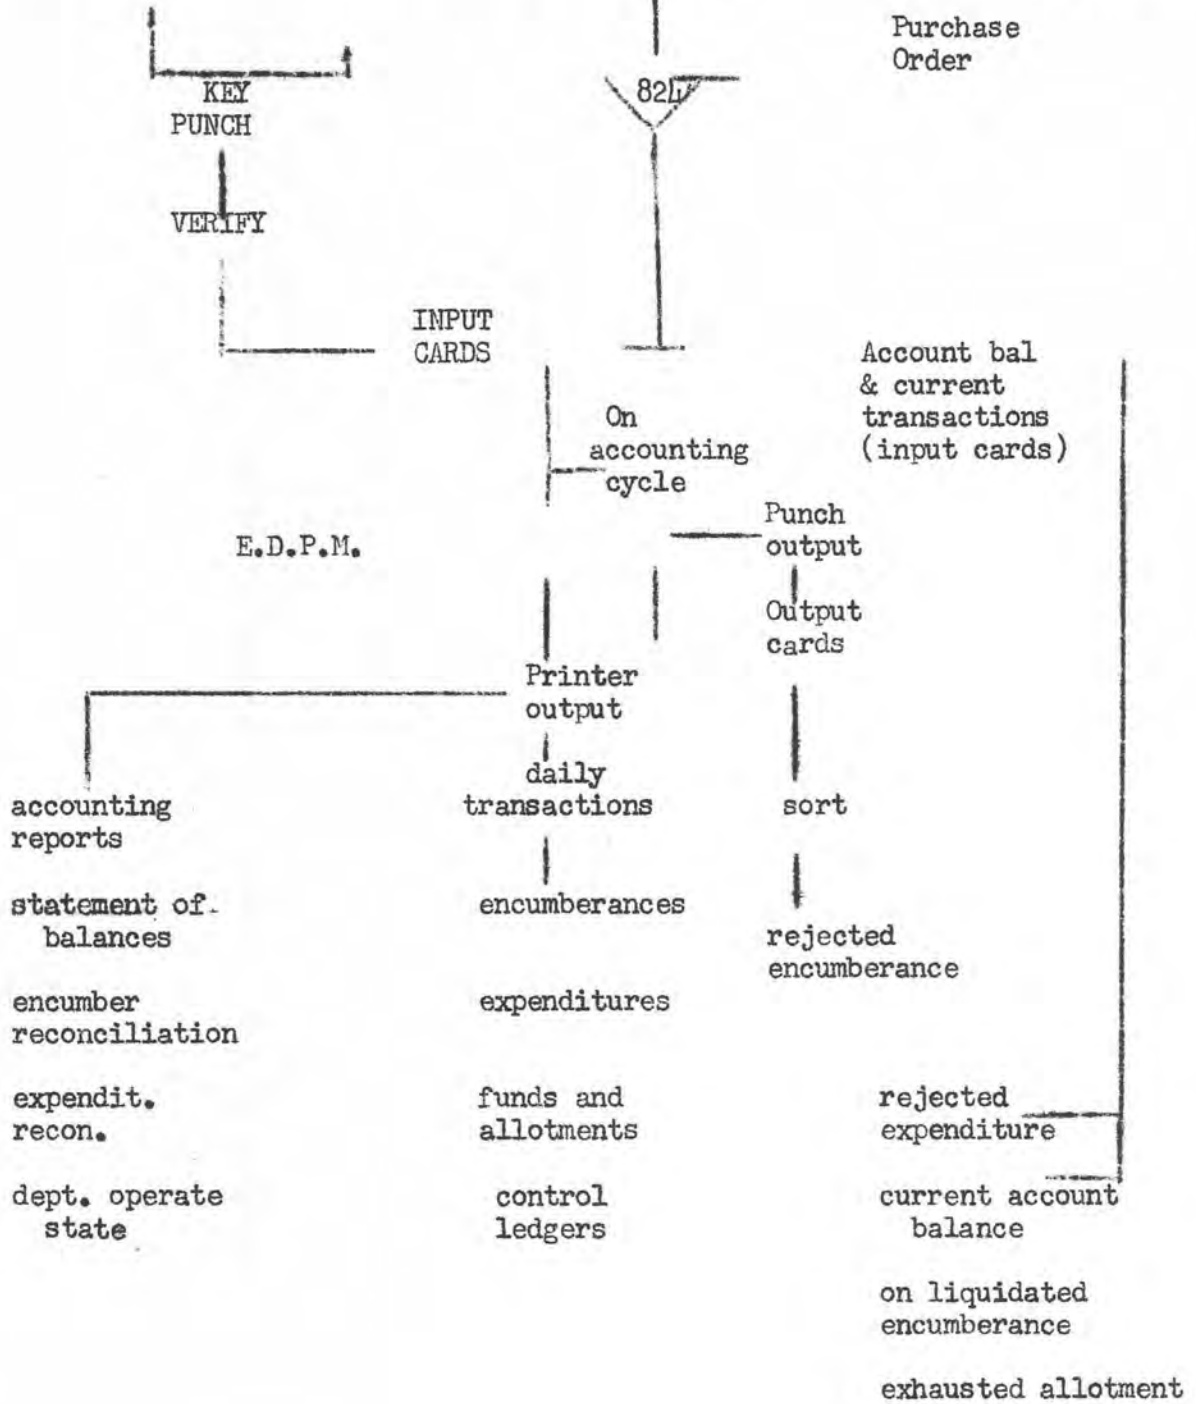 Purchase
Order
KEY
PUNCH
824
VERIFY
INPUT
CARDS
Account bal
& current
transactions
(input cards)
On
accounting
cycle
Punch
output
E.D.P.M.
Output
cards
Printer
output
daily
transactions
sort
accounting
reports
statement of
balances
encumberances
rejected
encumberance
encumber
reconciliation
expenditures
expendit.
recon.
funds and
allotments
rejected
expenditure
dept. operate
state
control
ledgers
current account
balance
on liquidated
encumberance
exhausted allotment